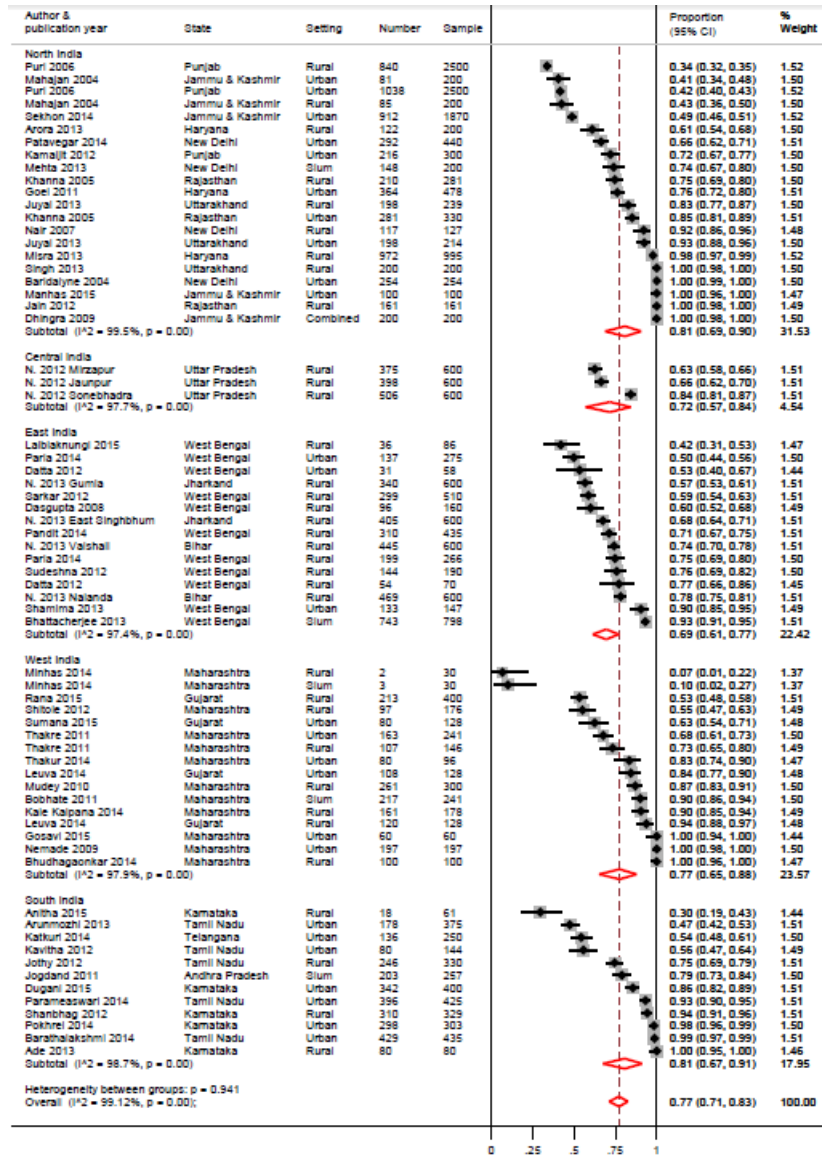 Author & publication year State Setting Number Sample Proportion (95% CI) % Weight
North India
Puri 2006 Punjab Rural 840 2500 0.34 (0.32, 0.35) 1.52
Mahajan 2004 Jammu & Kashmir Urban 81 200 0.41 (0.34, 0.48) 1.50
Puri 2006 Punjab Urban 1038 2500 0.42 (0.40, 0.43) 1.52
Mahajan 2004 Jammu & Kashmir Rural 85 200 0.43 (0.36, 0.50) 1.50
Sekhon 2014 Jammu & Kashmir Urban 912 1870 0.49 (0.46, 0.51) 1.52
Arora 2013 Haryana Rural 122 200 0.61 (0.54, 0.68) 1.50
Patavegar 2014 New Delhi Urban 292 440 0.66 (0.62, 0.71) 1.51
Kamaljit 2012 Punjab Urban 216 300 0.72 (0.67, 0.77) 1.50
Mehta 2013 New Delhi Slum 148 200 0.74 (0.67, 0.80) 1.50
Khanna 2005 Rajasthan Rural 210 281 0.75 (0.69, 0.80) 1.50
Goel 2011 Haryana Urban 364 478 0.76 (0.72, 0.80) 1.51
Juyal 2013 Uttarakhand Rural 198 239 0.83 (0.77, 0.87) 1.50
Khanna 2005 Rajasthan Urban 281 330 0.85 (0.81, 0.89) 1.51
Nair 2007 New Delhi Rural 117 127 0.92 (0.86, 0.96) 1.48
Juyal 2013 Uttarakhand Urban 198 214 0.93 (0.88, 0.96) 1.50
Misra 2013 Haryana Rural 972 995 0.98 (0.97, 0.99) 1.52
Singh 2013 Uttarakhand Rural 200 200 1.00 (0.98, 1.00) 1.50
Baridalyne 2004 New Delhi Urban 254 254 1.00 (0.99, 1.00) 1.50
Manhas 2015 Jammu & Kashmir Urban 100 100 1.00 (0.96, 1.00) 1.47
Jain 2012 Rajasthan Rural 161 161 1.00 (0.98, 1.00) 1.49
Dhingra 2009 Jammu & Kashmir Combined 200 200 1.00 (0.98, 1.00) 1.50
Subtotal (I^2 = 99.5%, p = 0.00) 0.81 (0.69, 0.90) 31.53
Central India
N. 2012 Mirzapur Uttar Pradesh Rural 375 600 0.63 (0.58, 0.66) 1.51
N. 2012 Jaunpur Uttar Pradesh Rural 398 600 0.66 (0.62, 0.70) 1.51
N. 2012 Sonebhadra Uttar Pradesh Rural 506 600 0.84 (0.81, 0.87) 1.51
Subtotal (I^2 = 97.7%, p = 0.00) 0.72 (0.57, 0.84) 4.54
East India
Lalbiaknungi 2015 West Bengal Rural 36 86 0.42 (0.31, 0.53) 1.47
Paria 2014 West Bengal Urban 137 275 0.50 (0.44, 0.56) 1.50
Datta 2012 West Bengal Urban 31 58 0.53 (0.40, 0.67) 1.44
N. 2013 Gumla Jharkand Rural 340 600 0.57 (0.53, 0.61) 1.51
Sarkar 2012 West Bengal Rural 299 510 0.59 (0.54, 0.63) 1.51
Dasgupta 2008 West Bengal Rural 96 160 0.60 (0.52, 0.68) 1.49
N. 2013 East Singhbhum Jharkand Rural 405 600 0.68 (0.64, 0.71) 1.51
Pandit 2014 West Bengal Rural 310 435 0.71 (0.67, 0.75) 1.51
N. 2013 Vaishali Bihar Rural 445 600 0.74 (0.70, 0.78) 1.51
Paria 2014 West Bengal Rural 199 266 0.75 (0.69, 0.80) 1.50
Sudeshna 2012 West Bengal Rural 144 190 0.76 (0.69, 0.82) 1.50
Datta 2012 West Bengal Rural 54 70 0.77 (0.66, 0.86) 1.45
N. 2013 Nalanda Bihar Rural 469 600 0.78 (0.75, 0.81) 1.51
Shamima 2013 West Bengal Urban 133 147 0.90 (0.85, 0.95) 1.49
Bhattacherjee 2013 West Bengal Slum 743 798 0.93 (0.91, 0.95) 1.51
Subtotal (I^2 = 97.4%, p = 0.00) 0.69 (0.61, 0.77) 22.42
West India
Minhas 2014 Maharashtra Rural 2 30 0.07 (0.01, 0.22) 1.37
Minhas 2014 Maharashtra Slum 3 30 0.10 (0.02, 0.27) 1.37
Rana 2015 Gujarat Rural 213 400 0.53 (0.48, 0.58) 1.51
Shitole 2012 Maharashtra Rural 97 176 0.55 (0.47, 0.63) 1.49
Sumana 2015 Gujarat Urban 80 128 0.63 (0.54, 0.71) 1.48
Thakre 2011 Maharashtra Urban 163 241 0.68 (0.61, 0.73) 1.50
Thakre 2011 Maharashtra Rural 107 146 0.73 (0.65, 0.80) 1.49
Thakur 2014 Maharashtra Urban 80 96 0.83 (0.74, 0.90) 1.47
Leuva 2014 Gujarat Urban 108 128 0.84 (0.77, 0.90) 1.48
Mudey 2010 Maharashtra Rural 261 300 0.87 (0.83, 0.91) 1.50
Bobhate 2011 Maharashtra Slum 217 241 0.90 (0.86, 0.94) 1.50
Kale Kalpana 2014 Maharashtra Rural 161 178 0.90 (0.85, 0.94) 1.49
Leuva 2014 Gujarat Rural 120 128 0.94 (0.88, 0.97) 1.48
Gosavi 2015 Maharashtra Urban 60 60 1.00 (0.94, 1.00) 1.44
Nemade 2009 Maharashtra Urban 197 197 1.00 (0.98, 1.00) 1.50
Bhudhagaonkar 2014 Maharashtra Rural 100 100 1.00 (0.96, 1.00) 1.47
Subtotal (I^2 = 97.9%, p = 0.00) 0.77 (0.65, 0.88) 23.57
South India
Anitha 2015 Karnataka Rural 18 61 0.30 (0.19, 0.43) 1.44
Arunmozhi 2013 Tamil Nadu Urban 178 375 0.47 (0.42, 0.53) 1.51
Katkuri 2014 Telangana Urban 136 250 0.54 (0.48, 0.61) 1.50
Kavitha 2012 Tamil Nadu Urban 80 144 0.56 (0.47, 0.64) 1.49
Jothy 2012 Tamil Nadu Rural 246 330 0.75 (0.69, 0.79) 1.51
Jogdand 2011 Andhra Pradesh Slum 203 257 0.79 (0.73, 0.84) 1.50
Dugani 2015 Karnataka Urban 342 400 0.86 (0.82, 0.89) 1.51
Parameaswari 2014 Tamil Nadu Urban 396 425 0.93 (0.90, 0.95) 1.51
Shanbhag 2012 Karnataka Rural 310 329 0.94 (0.91, 0.96) 1.51
Pokhrel 2014 Karnataka Urban 298 303 0.98 (0.96, 0.99) 1.50
Barathalakshmi 2014 Tamil Nadu Urban 429 435 0.99 (0.97, 0.99) 1.51
Ade 2013 Karnataka Rural 80 80 1.00 (0.95, 1.00) 1.46
Subtotal (I^2 = 98.7%, p = 0.00) 0.81 (0.67, 0.91) 17.95
Heterogeneity between groups: p = 0.941
Overall (I^2 = 99.12%, p = 0.00); 0.77 (0.71, 0.83) 100.00
0 .25 .5 .75 1